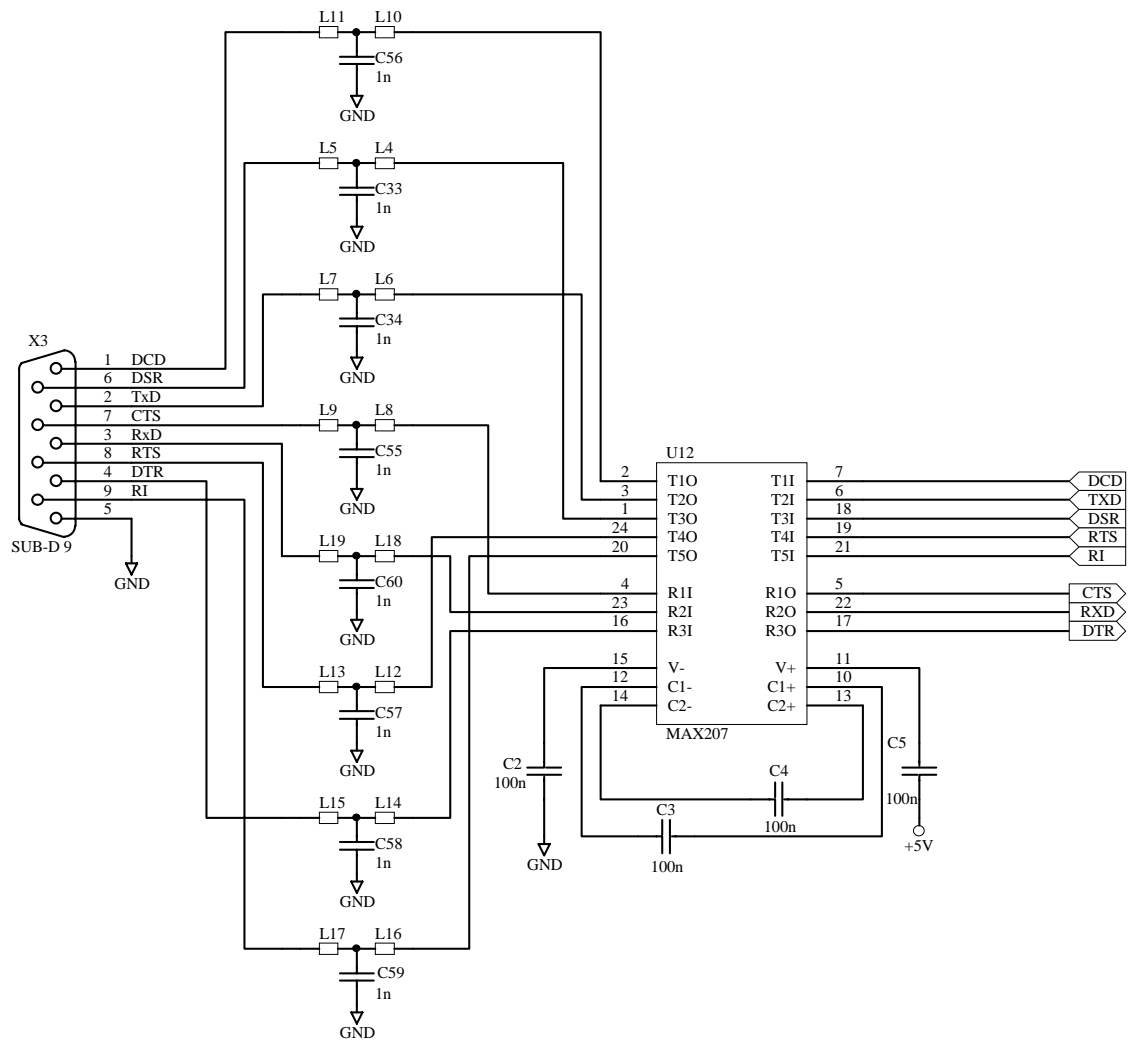 L11 L10
C56
1n
GND
L5 L4
C33
1n
GND
L7 L6
C34
1n
GND
X3
1 DCD
6 DSR
2 TxD
7 CTS
3 RxD
8 RTS
4 DTR
9 RI
5
SUB-D 9
GND
L9 L8
C55
1n
GND
L19 L18
C60
1n
GND
L13 L12
C57
1n
GND
L15 L14
C58
1n
GND
L17 L16
C59
1n
GND
U12
2 T1O T1I 7 DCD
3 T2O T2I 6 TXD
1 T3O T3I 18 DSR
24 T4O T4I 19 RTS
20 T5O T5I 21 RI
4 R1I R1O 5 CTS
23 R2I R2O 22 RXD
16 R3I R3O 17 DTR
15 V- V+ 11
12 C1- C1+ 10
14 C2- C2+ 13
MAX207
C2
100n
GND
C3
100n
C4
100n
C5
100n
+5V